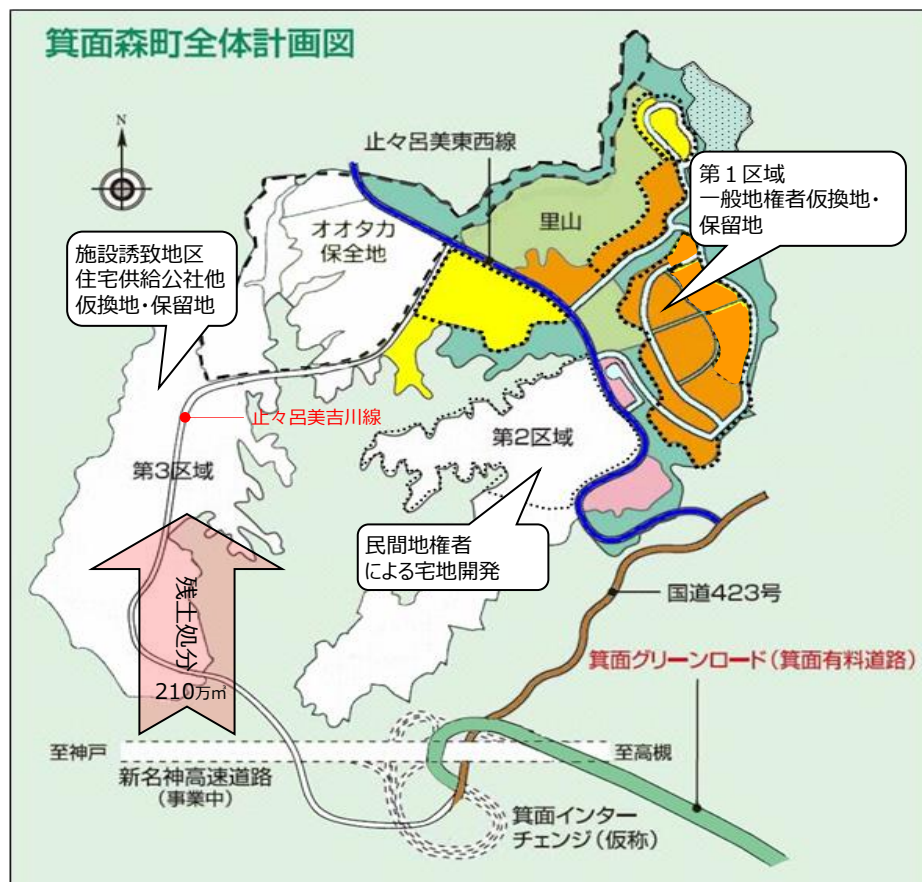 箕面森町全体計画図
N
止々呂美東西線
第１区域
一般地権者仮換地・
保留地
里山
オオタカ
保全地
施設誘致地区
住宅供給公社他
仮換地・保留地
止々呂美吉川線
第2区域
第3区域
民間地権者
による宅地開発
残土処分
210万㎥
国道423号
箕面グリーンロード(箕面有料道路)
至神戸
至高槻
新名神高速道路
(事業中)
箕面インター
チェンジ(仮称)